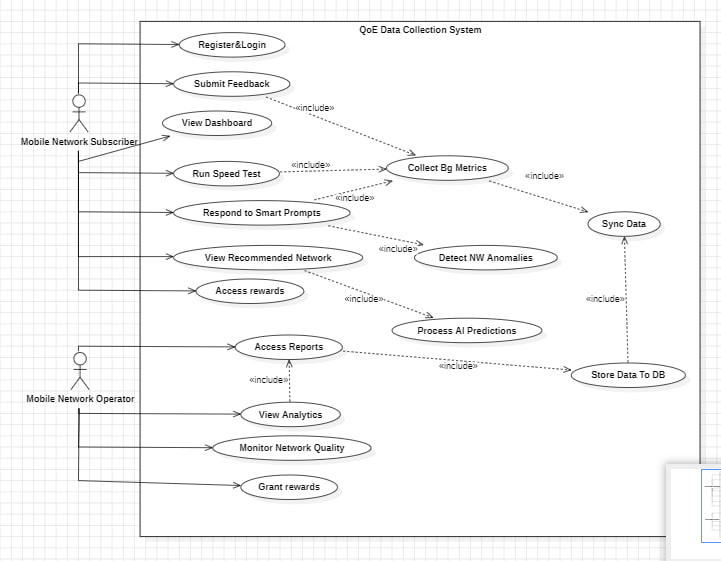 QoE Data Collection System
Register&Login
Submit Feedback
«include»
View Dashboard
Mobile Network Subscriber
«include»
Collect Bg Metrics
Run Speed Test
«include»
«include»
Respond to Smart Prompts
Sync Data
«include»
View Recommended Network
Detect NW Anomalies
Access rewards
«include»
«include»
Process AI Predictions
Access Reports
«include»
Store Data To DB
«include»
Mobile Network Operator
View Analytics
Monitor Network Quality
Grant rewards